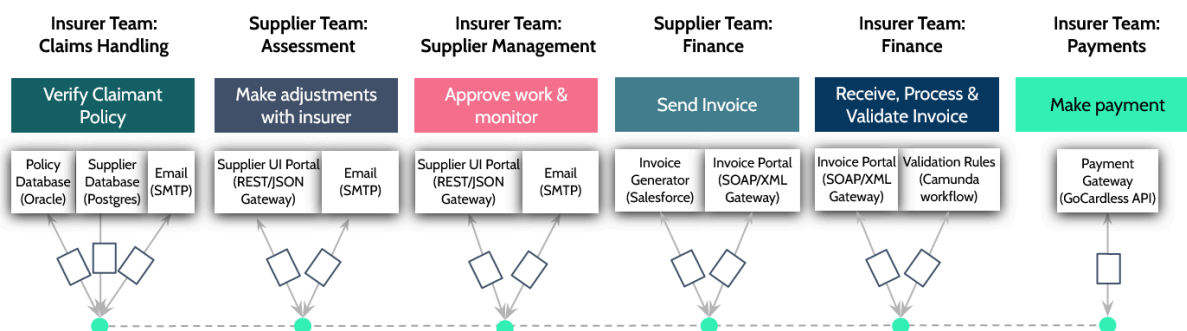 Insurer Team:
Claims Handling
Supplier Team:
Assessment
Insurer Team:
Supplier Management
Supplier Team:
Finance
Insurer Team:
Finance
Insurer Team:
Payments
Verify Claimant
Policy
Make adjustments
with insurer
Approve work &
monitor
Send Invoice
Receive, Process &
Validate Invoice
Make payment
Policy
Database
(Oracle)
Supplier
Database
(Postgres)
Email
(SMTP)
Supplier UI Portal
(REST/JSON
Gateway)
Email
(SMTP)
Supplier UI Portal
(REST/JSON
Gateway)
Email
(SMTP)
Invoice
Generator
(Salesforce)
Invoice Portal
(SOAP/XML
Gateway)
Invoice Portal
(SOAP/XML
Gateway)
Validation Rules
(Camunda
workflow)
Payment
Gateway
(GoCardless API)